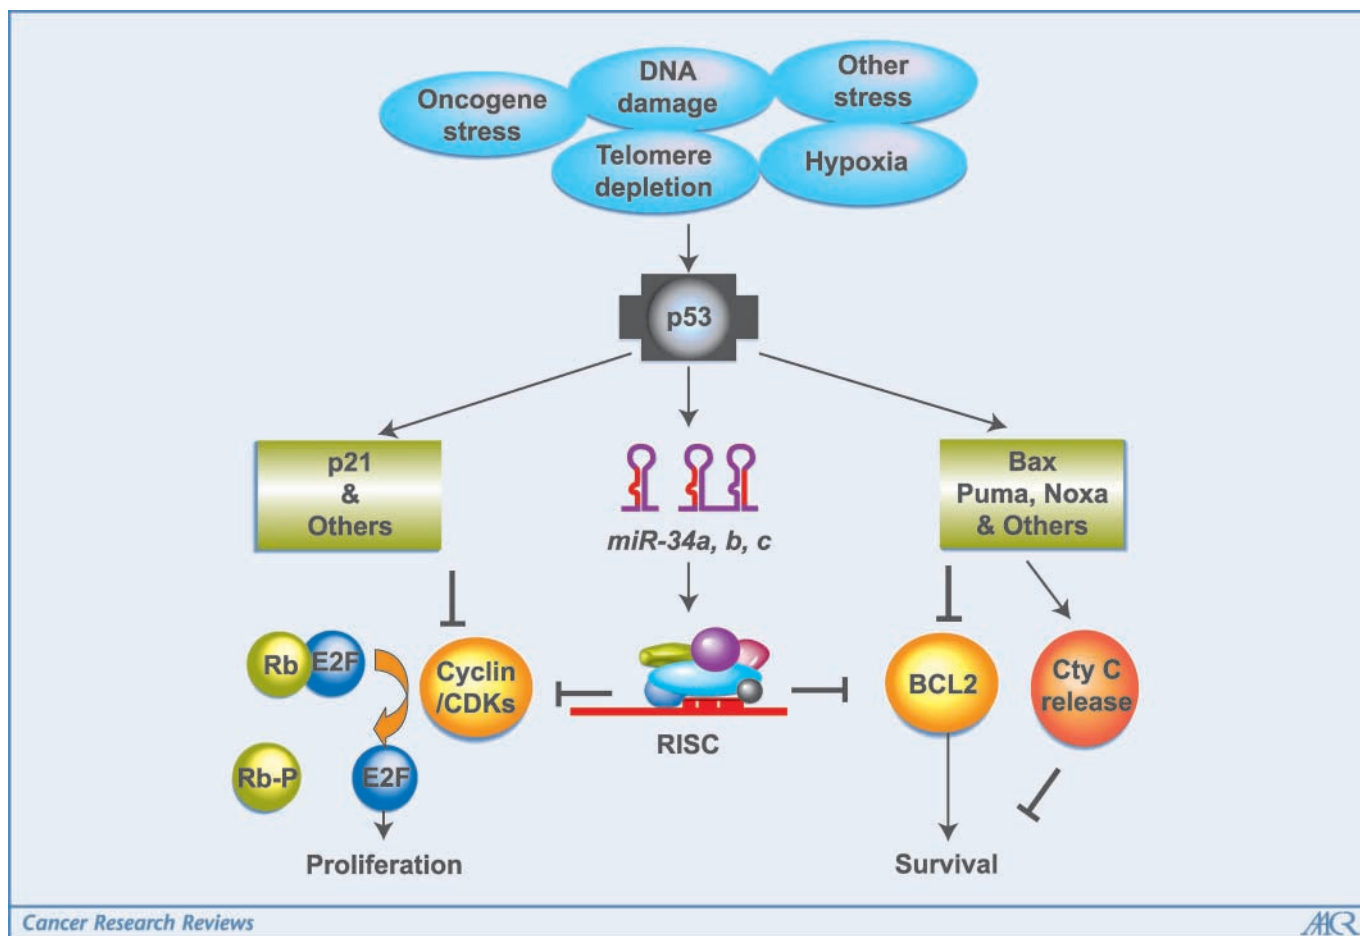 Oncogene
stress
DNA
damage
Other
stress
Telomere
depletion
Hypoxia
p53
p21
&
Others
miR-34a, b, c
Bax
Puma, Noxa
& Others
Rb
E2F
Cyclin
/CDKs
RISC
BCL2
Cty C
release
Rb-P
E2F
Proliferation
Survival
Cancer Research Reviews
AACR